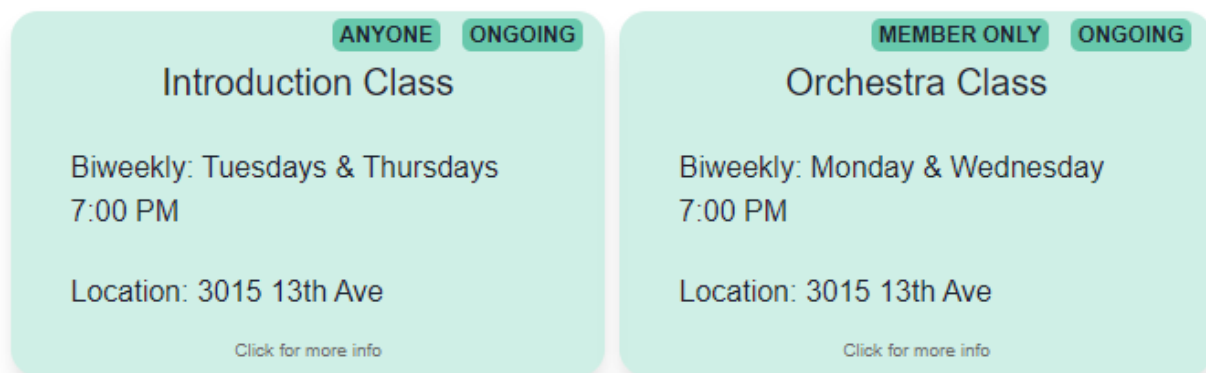 ANYONE ONGOING
Introduction Class
Biweekly: Tuesdays & Thursdays
7:00 PM
Location: 3015 13th Ave
Click for more info
MEMBER ONLY ONGOING
Orchestra Class
Biweekly: Monday & Wednesday
7:00 PM
Location: 3015 13th Ave
Click for more info